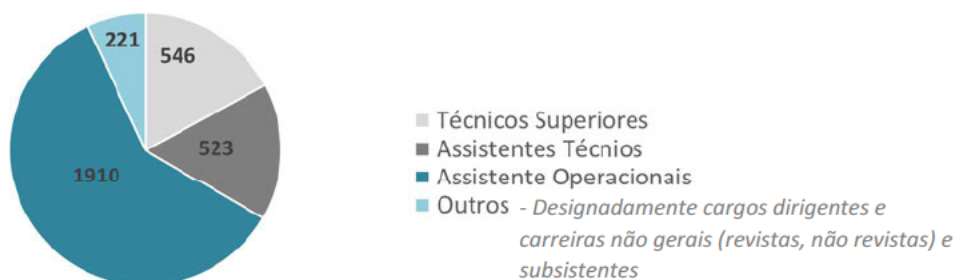 221
546
523
1910
Técnicos Superiores
Assistentes Técnios
Assistente Operacionais
Outros - Designadamente cargos dirigentes e
carreiras não gerais (revistas, não revistas) e
subsistentes